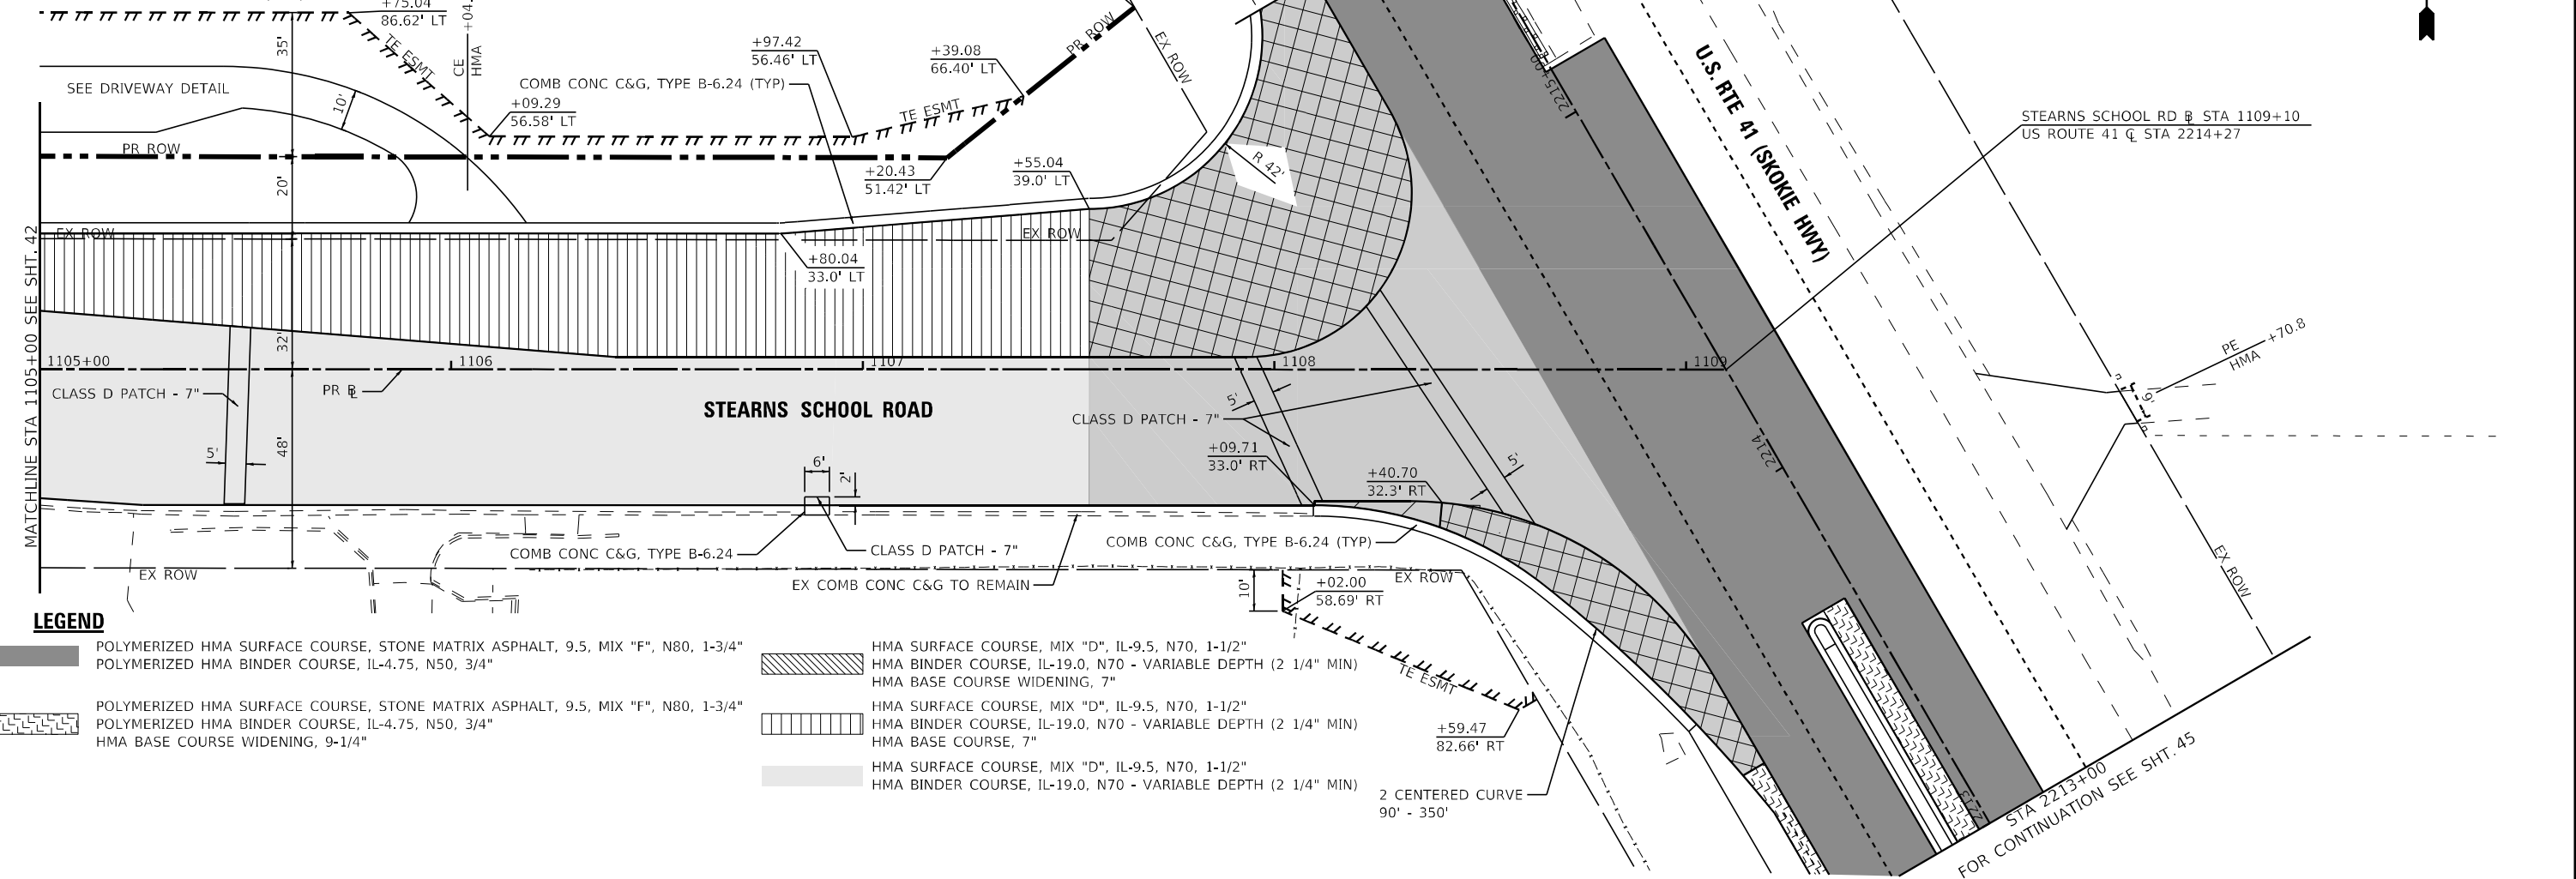 +75.04
86.62' LT
35'
TE ESMT
CE
HMA
+04.
SEE DRIVEWAY DETAIL
10'
COMB CONC C&G, TYPE B-6.24 (TYP)
+09.29
56.58' LT
+97.42
56.46' LT
+39.08
66.40' LT
TE ESMT
PR ROW
EX ROW
PR ROW
20'
+20.43
51.42' LT
+55.04
39.0' LT
R 42'
EX ROW
EX ROW
+80.04
33.0' LT
MATCHLINE STA 1105+00 SEE SHT. 42
32'
1105+00
1106
1107
1108
1109
CLASS D PATCH - 7"
PR ℄
STEARNS SCHOOL ROAD
48'
5'
6'
2'
5'
CLASS D PATCH - 7"
+09.71
33.0' RT
+40.70
32.3' RT
5'
COMB CONC C&G, TYPE B-6.24
CLASS D PATCH - 7"
COMB CONC C&G, TYPE B-6.24 (TYP)
EX ROW
EX COMB CONC C&G TO REMAIN
10'
+02.00
58.69' RT
EX ROW
TE ESMT
+59.47
82.66' RT
2 CENTERED CURVE
90' - 350'
2215+00
U.S. RTE 41 (SKOKIE HWY)
STEARNS SCHOOL RD ℄ STA 1109+10
US ROUTE 41 ℄ STA 2214+27
2214
PE
HMA
+70.8
9'
EX ROW
2213
STA 2213+00
FOR CONTINUATION SEE SHT. 45
LEGEND
POLYMERIZED HMA SURFACE COURSE, STONE MATRIX ASPHALT, 9.5, MIX "F", N80, 1-3/4"
POLYMERIZED HMA BINDER COURSE, IL-4.75, N50, 3/4"
POLYMERIZED HMA SURFACE COURSE, STONE MATRIX ASPHALT, 9.5, MIX "F", N80, 1-3/4"
POLYMERIZED HMA BINDER COURSE, IL-4.75, N50, 3/4"
HMA BASE COURSE WIDENING, 9-1/4"
HMA SURFACE COURSE, MIX "D", IL-9.5, N70, 1-1/2"
HMA BINDER COURSE, IL-19.0, N70 - VARIABLE DEPTH (2 1/4" MIN)
HMA BASE COURSE WIDENING, 7"
HMA SURFACE COURSE, MIX "D", IL-9.5, N70, 1-1/2"
HMA BINDER COURSE, IL-19.0, N70 - VARIABLE DEPTH (2 1/4" MIN)
HMA BASE COURSE, 7"
HMA SURFACE COURSE, MIX "D", IL-9.5, N70, 1-1/2"
HMA BINDER COURSE, IL-19.0, N70 - VARIABLE DEPTH (2 1/4" MIN)